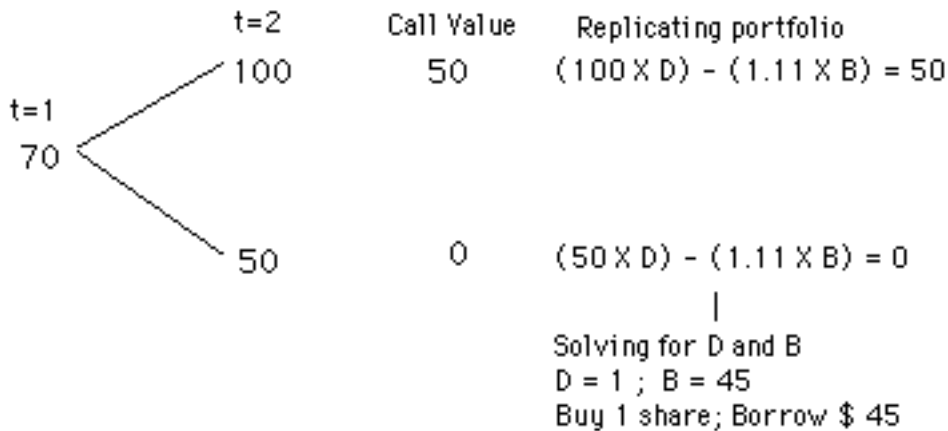 t=2 Call Value Replicating portfolio
100 50 (100 X D) - (1.11 X B) = 50
t=1
70
50 0 (50 X D) - (1.11 X B) = 0
Solving for D and B
D = 1 ; B = 45
Buy 1 share; Borrow $ 45